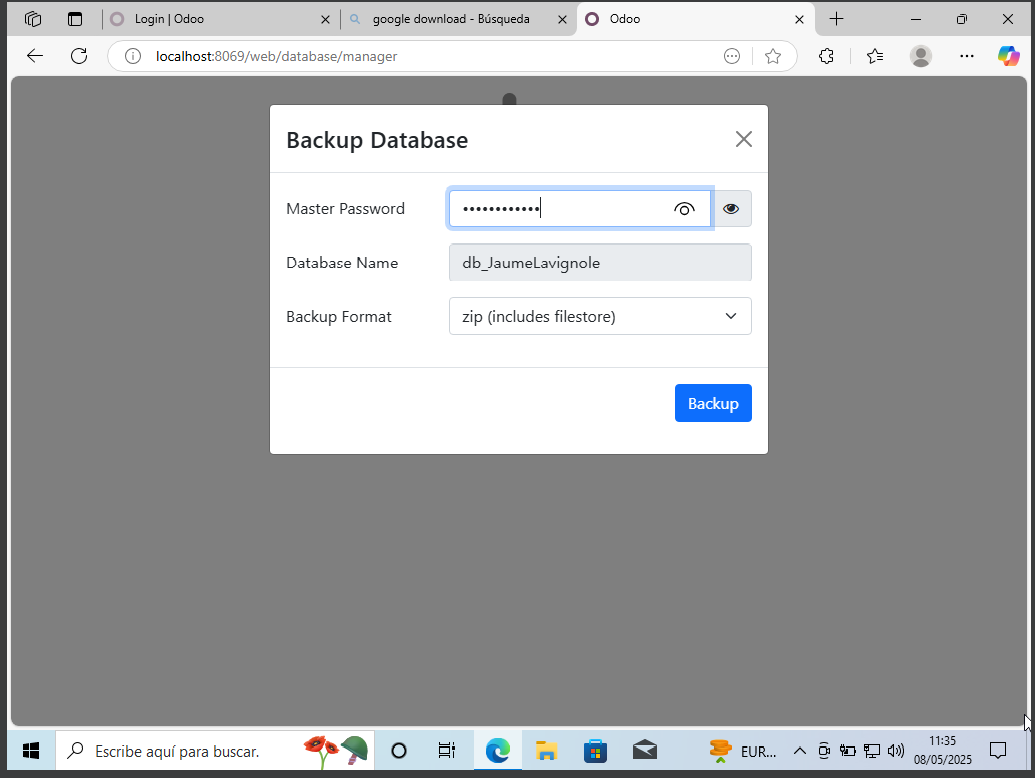 Login | Odoo
google download - Búsqueda
Odoo
localhost:8069/web/database/manager
Backup Database
Master Password
••••••••••••
Database Name
db_JaumeLavignole
Backup Format
zip (includes filestore)
Backup
Escribe aquí para buscar.
EUR...
11:35
08/05/2025